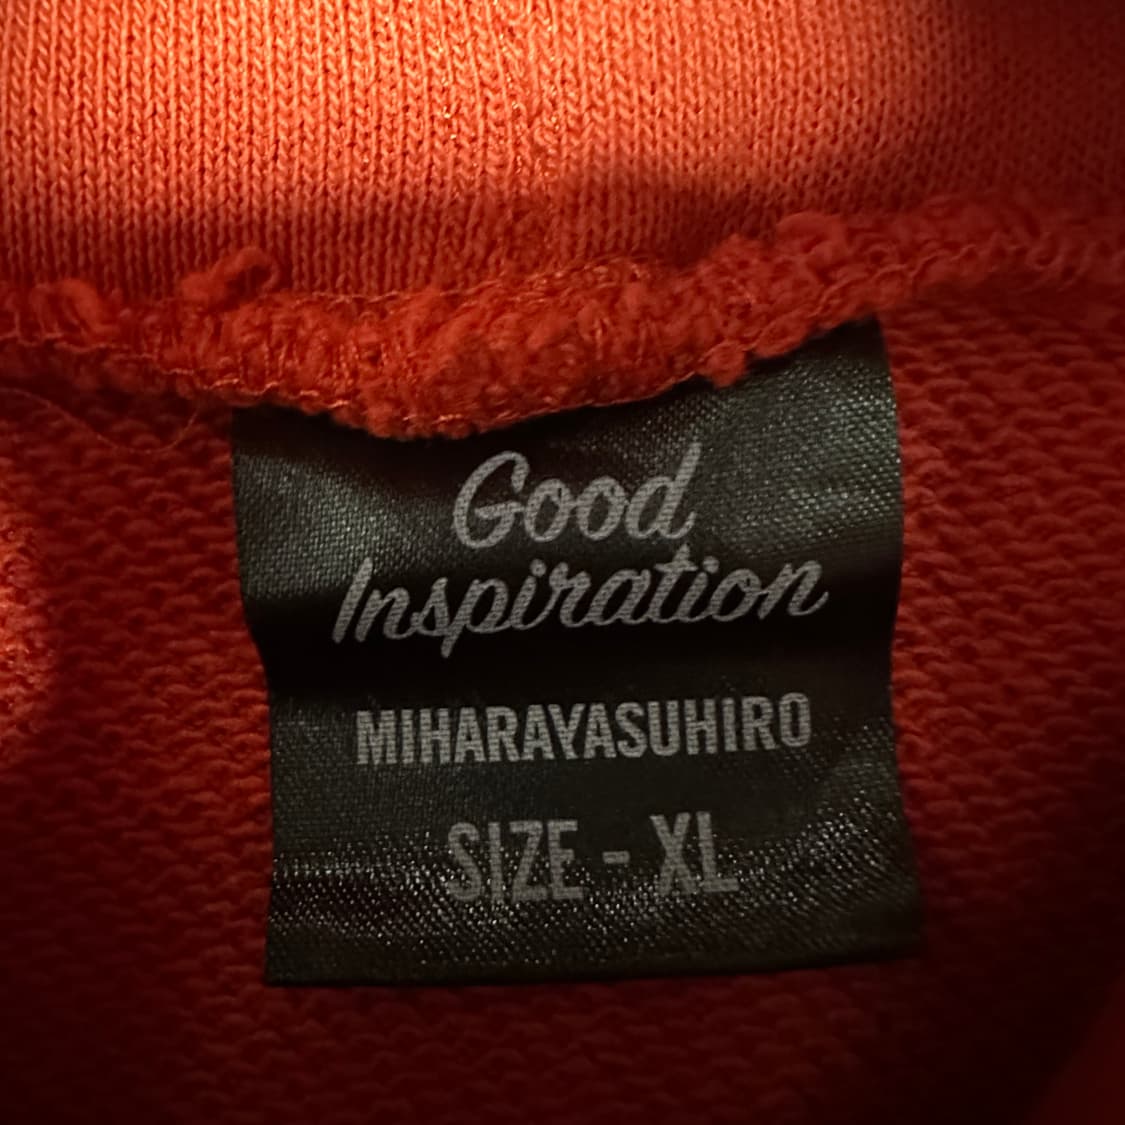 Good
Inspiration
MIHARAYASUHIRO
SIZE - XL